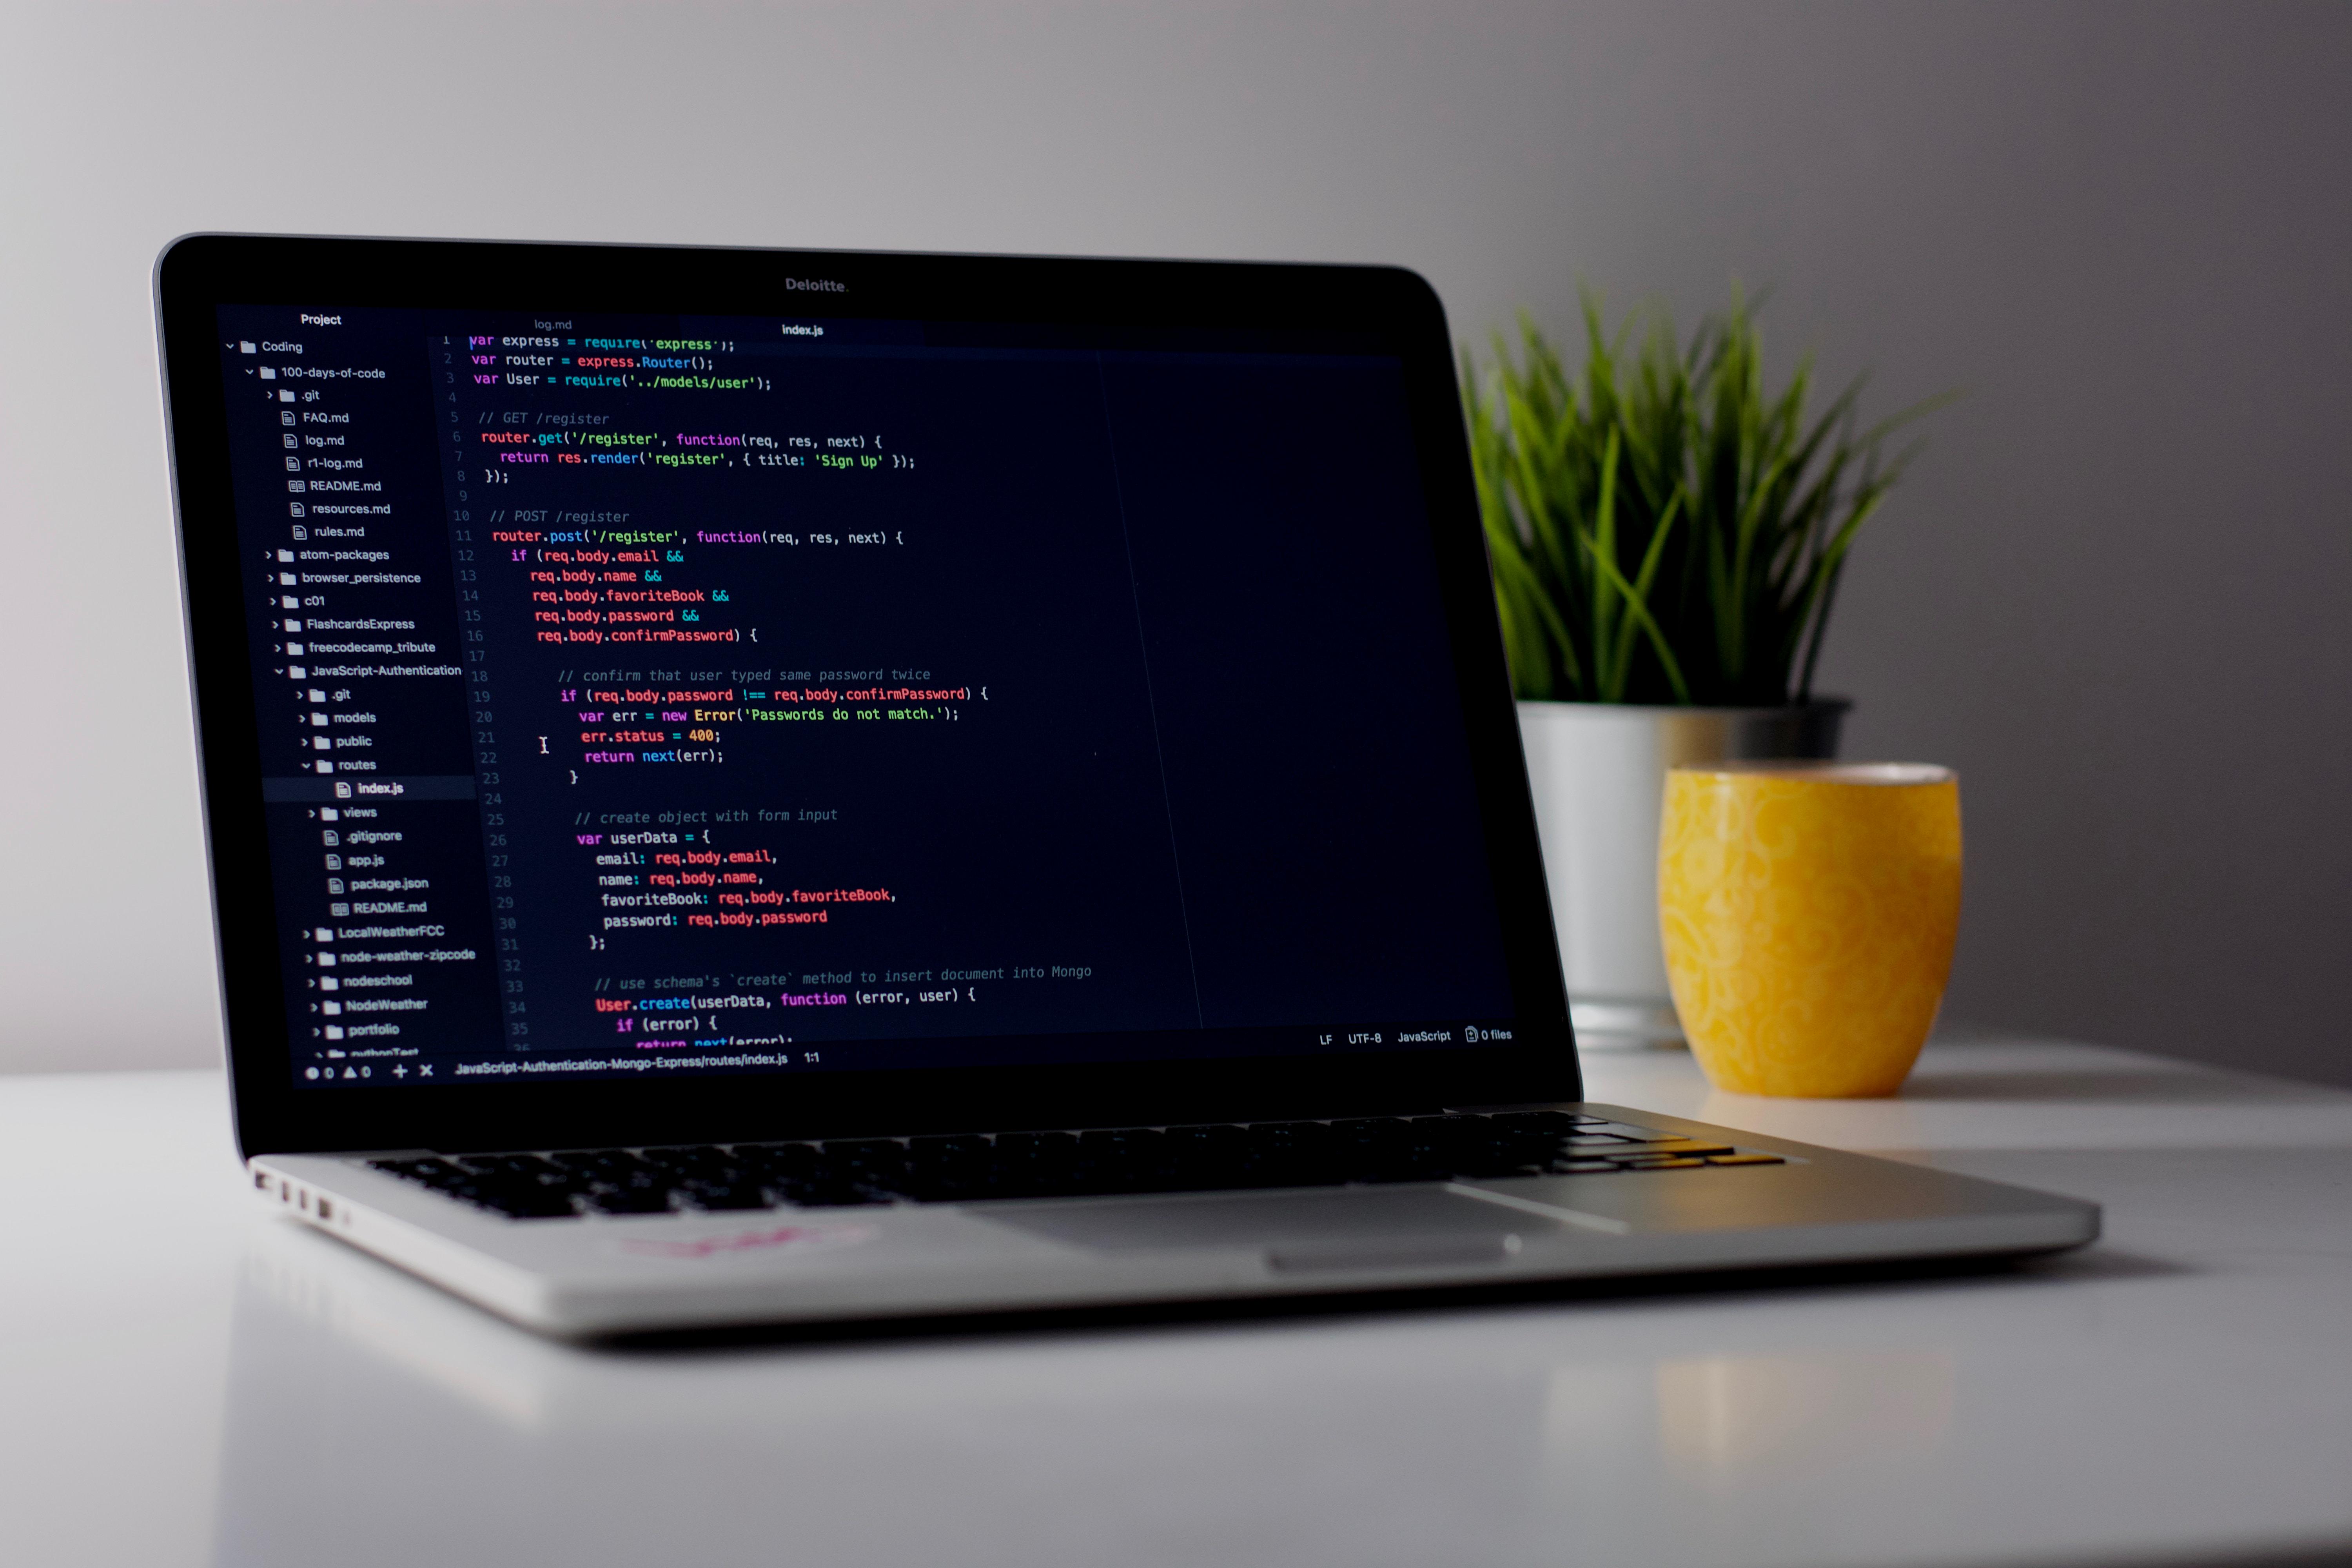 Deloitte.
Project
log.md
index.js
Coding
100-days-of-code
.git
FAQ.md
log.md
r1-log.md
README.md
resources.md
rules.md
atom-packages
browser_persistence
c01
FlashcardsExpress
freecodecamp_tribute
JavaScript-Authentication
.git
models
public
routes
index.js
views
.gitignore
app.js
package.json
README.md
LocalWeatherFCC
node-weather-zipcode
nodeschool
NodeWeather
portfolio
pythonTest
1 var express = require('express');
2 var router = express.Router();
3 var User = require('../models/user');
4
5 // GET /register
6 router.get('/register', function(req, res, next) {
7 return res.render('register', { title: 'Sign Up' });
8 });
9
10 // POST /register
11 router.post('/register', function(req, res, next) {
12 if (req.body.email &&
13 req.body.name &&
14 req.body.favoriteBook &&
15 req.body.password &&
16 req.body.confirmPassword) {
17
18 // confirm that user typed same password twice
19 if (req.body.password !== req.body.confirmPassword) {
20 var err = new Error('Passwords do not match.');
21 err.status = 400;
22 return next(err);
23 }
24
25 // create object with form input
26 var userData = {
27 email: req.body.email,
28 name: req.body.name,
29 favoriteBook: req.body.favoriteBook,
30 password: req.body.password
31 };
32
33 // use schema's `create` method to insert document into Mongo
34 User.create(userData, function (error, user) {
35 if (error) {
36 return next(error);
0 0 JavaScript-Authentication-Mongo-Express/routes/index.js 1:1 LF UTF-8 JavaScript 0 files